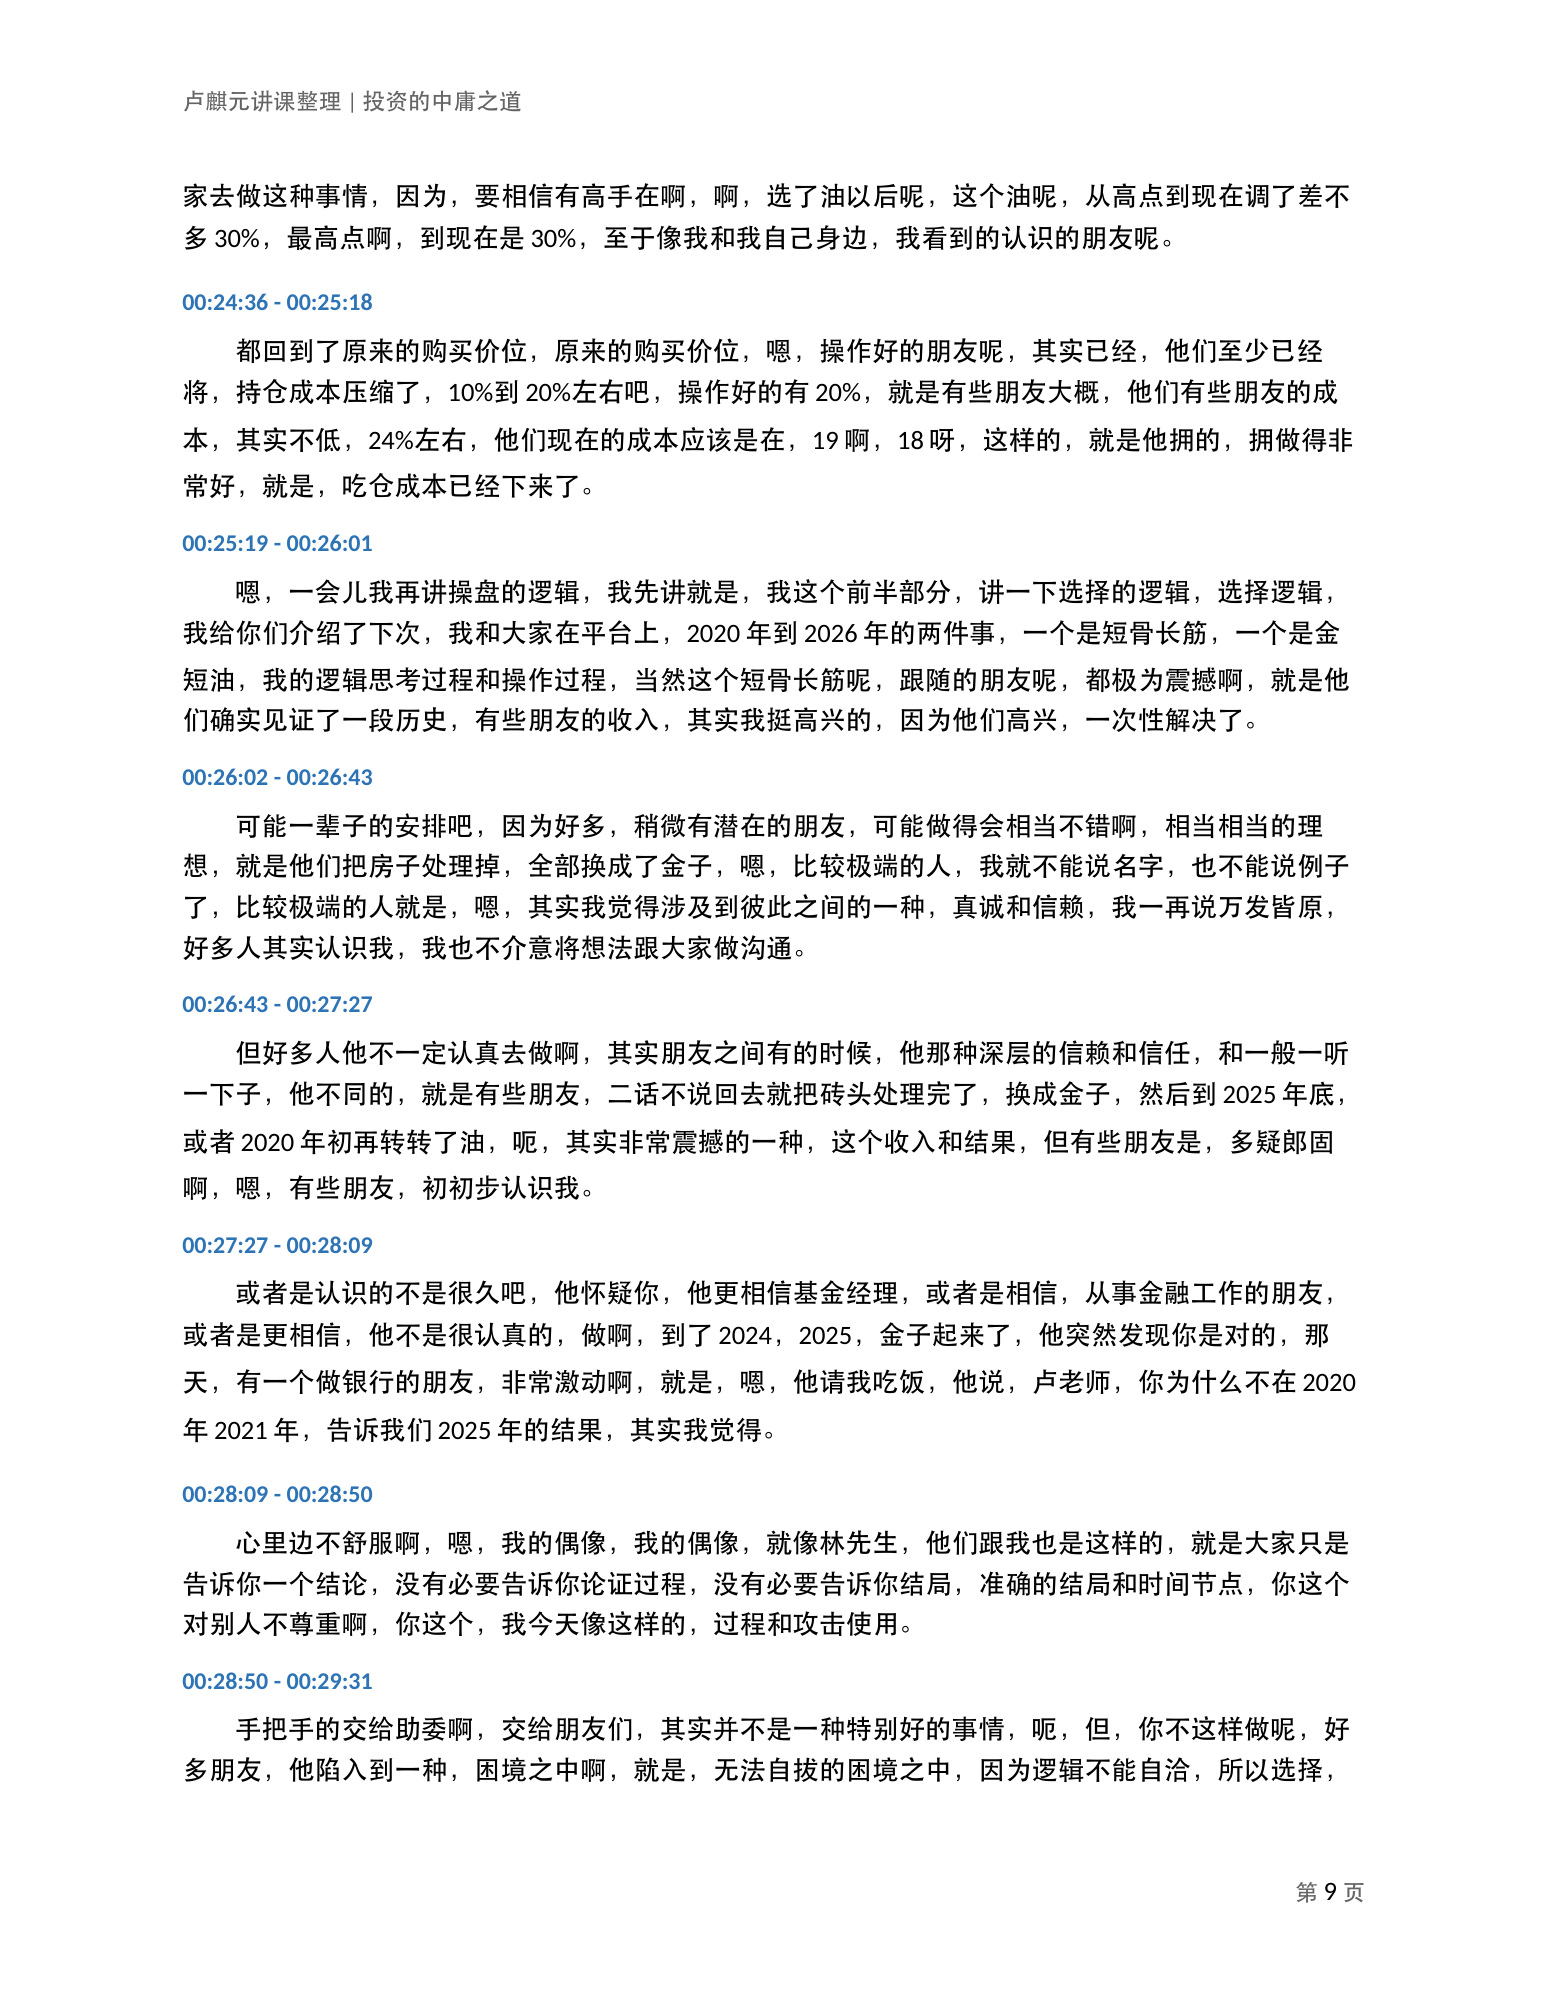 卢麒元讲课整理 | 投资的中庸之道
家去做这种事情，因为，要相信有高手在啊，啊，选了油以后呢，这个油呢，从高点到现在调了差不
多 30%，最高点啊，到现在是 30%，至于像我和我自己身边，我看到的认识的朋友呢。
00:24:36 - 00:25:18
都回到了原来的购买价位，原来的购买价位，嗯，操作好的朋友呢，其实已经，他们至少已经
将，持仓成本压缩了，10%到 20%左右吧，操作好的有 20%，就是有些朋友大概，他们有些朋友的成
本，其实不低，24%左右，他们现在的成本应该是在，19 啊，18 呀，这样的，就是他拥的，拥做得非
常好，就是，吃仓成本已经下来了。
00:25:19 - 00:26:01
嗯，一会儿我再讲操盘的逻辑，我先讲就是，我这个前半部分，讲一下选择的逻辑，选择逻辑，
我给你们介绍了下次，我和大家在平台上，2020 年到 2026 年的两件事，一个是短骨长筋，一个是金
短油，我的逻辑思考过程和操作过程，当然这个短骨长筋呢，跟随的朋友呢，都极为震撼啊，就是他
们确实见证了一段历史，有些朋友的收入，其实我挺高兴的，因为他们高兴，一次性解决了。
00:26:02 - 00:26:43
可能一辈子的安排吧，因为好多，稍微有潜在的朋友，可能做得会相当不错啊，相当相当的理
想，就是他们把房子处理掉，全部换成了金子，嗯，比较极端的人，我就不能说名字，也不能说例子
了，比较极端的人就是，嗯，其实我觉得涉及到彼此之间的一种，真诚和信赖，我一再说万发皆原，
好多人其实认识我，我也不介意将想法跟大家做沟通。
00:26:43 - 00:27:27
但好多人他不一定认真去做啊，其实朋友之间有的时候，他那种深层的信赖和信任，和一般一听
一下子，他不同的，就是有些朋友，二话不说回去就把砖头处理完了，换成金子，然后到 2025 年底，
或者 2020 年初再转转了油，呃，其实非常震撼的一种，这个收入和结果，但有些朋友是，多疑郎固
啊，嗯，有些朋友，初初步认识我。
00:27:27 - 00:28:09
或者是认识的不是很久吧，他怀疑你，他更相信基金经理，或者是相信，从事金融工作的朋友，
或者是更相信，他不是很认真的，做啊，到了 2024，2025，金子起来了，他突然发现你是对的，那
天，有一个做银行的朋友，非常激动啊，就是，嗯，他请我吃饭，他说，卢老师，你为什么不在 2020
年 2021 年，告诉我们 2025 年的结果，其实我觉得。
00:28:09 - 00:28:50
心里边不舒服啊，嗯，我的偶像，我的偶像，就像林先生，他们跟我也是这样的，就是大家只是
告诉你一个结论，没有必要告诉你论证过程，没有必要告诉你结局，准确的结局和时间节点，你这个
对别人不尊重啊，你这个，我今天像这样的，过程和攻击使用。
00:28:50 - 00:29:31
手把手的交给助委啊，交给朋友们，其实并不是一种特别好的事情，呃，但，你不这样做呢，好
多朋友，他陷入到一种，困境之中啊，就是，无法自拔的困境之中，因为逻辑不能自洽，所以选择，
第 9 页